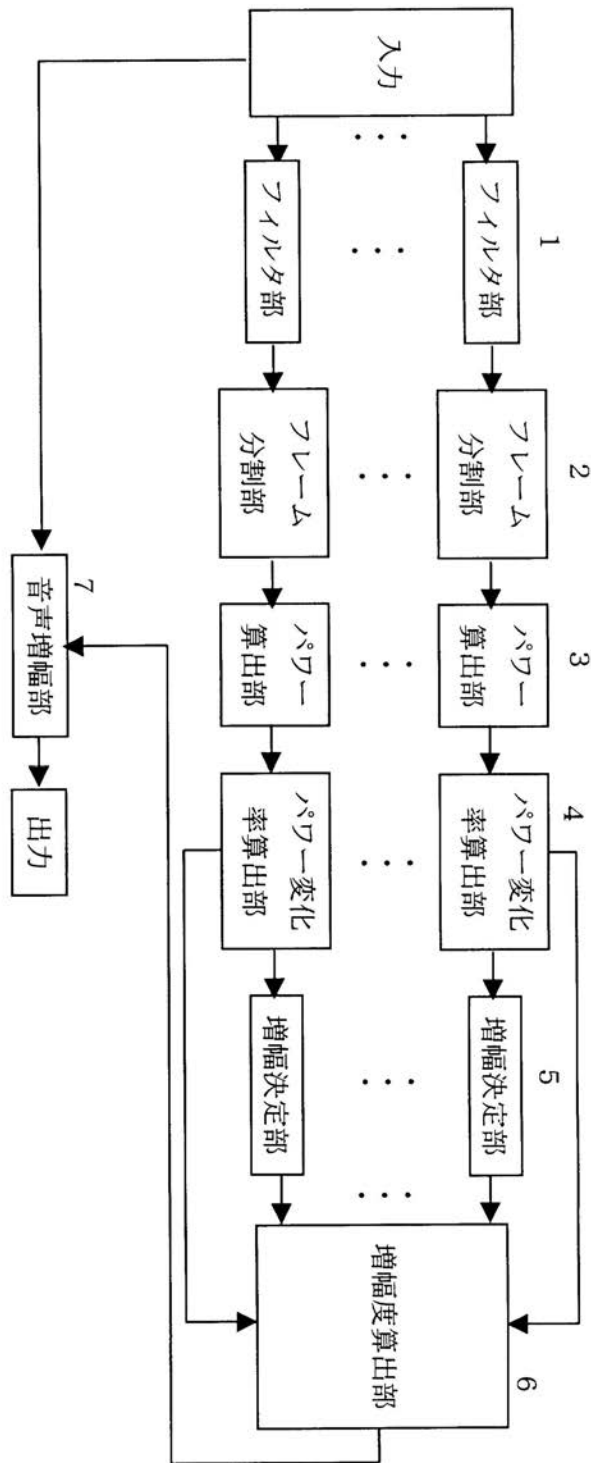 入力
1
フィルタ部
フィルタ部
2
フレーム
分割部
フレーム
分割部
3
パワー
算出部
パワー
算出部
4
パワー変化
率算出部
パワー変化
率算出部
5
増幅決定部
増幅決定部
6
増幅度算出部
7
音声増幅部
出力